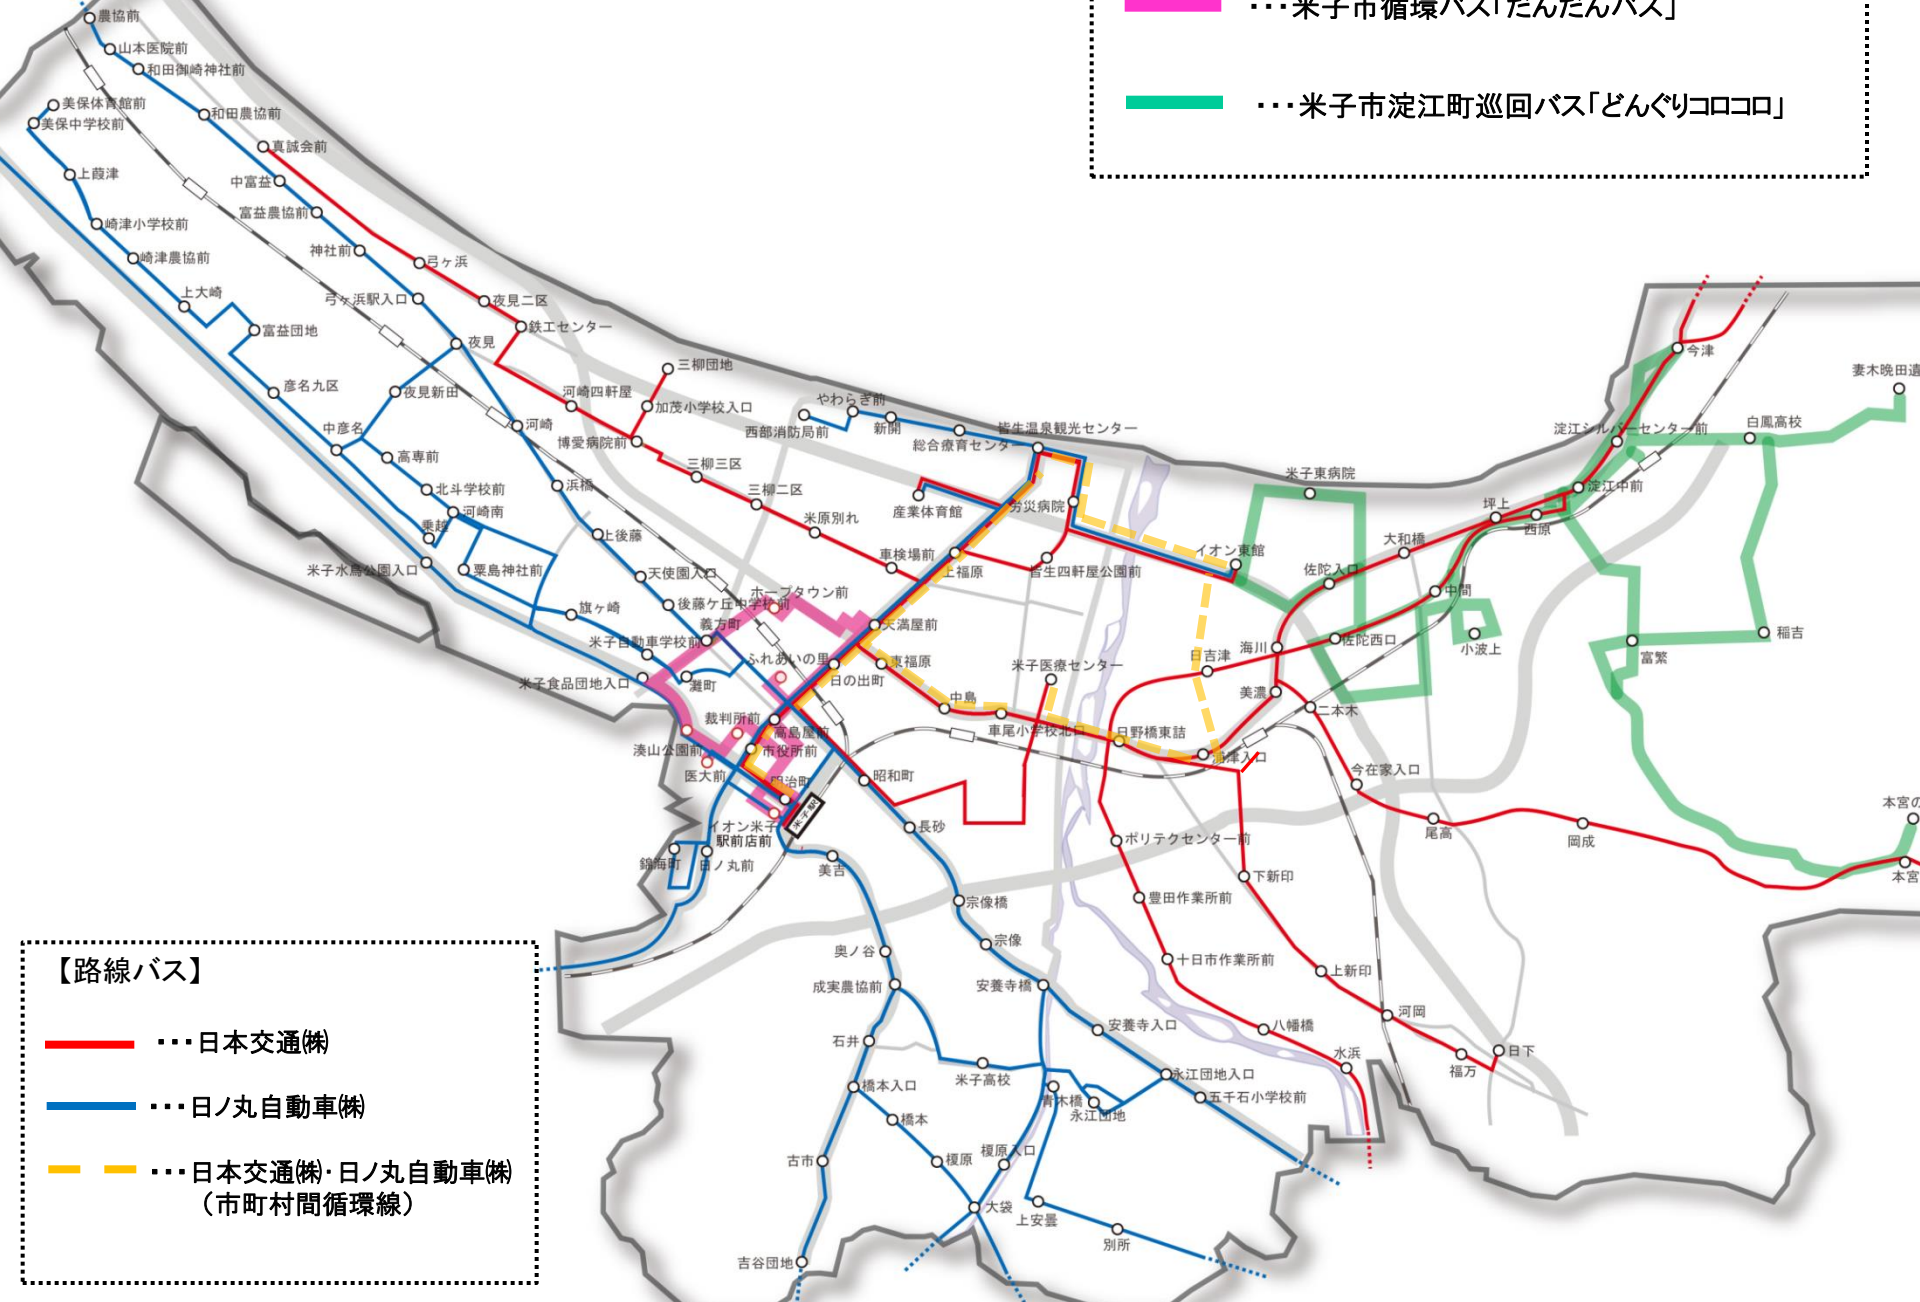 ・・・米子市循環バス「だんだんバス」
・・・米子市淀江町巡回バス「どんぐりコロコロ」
農協前
山本医院前
和田御崎神社前
美保体育館前
美保中学校前
和田農協前
真誠会前
上葭津
中富益
富益農協前
崎津小学校前
神社前
崎津農協前
弓ヶ浜
上大崎
弓ヶ浜駅入口
夜見二区
富益団地
鉄工センター
夜見
三柳団地
彦名九区
夜見新田
河崎四軒屋
加茂小学校入口
中彦名
河崎
博愛病院前
高専前
三柳三区
北斗学校前
浜橋
三柳二区
河崎南
乗越
米原別れ
上後藤
米子水鳥公園入口
粟島神社前
天使園入口
車検場前
ホープタウン前
旗ヶ崎
後藤ケ丘中学校前
義方町
米子自動車学校前
天満屋前
ふれあいの里
東福原
米子食品団地入口
灘町
日の出町
裁判所前
高島屋前
湊山公園前
市役所前
医大前
明治町
米子駅
イオン米子
駅前店前
錦海町
日ノ丸前
美吉
昭和町
長砂
やわらぎ前
西部消防局前
新開
総合療育センター
皆生温泉観光センター
産業体育館
労災病院
上福原
皆生四軒屋公園前
イオン東館
米子医療センター
中島
車尾小学校北口
日野橋東詰
日吉津
海川
美濃
二本木
米子東病院
佐陀入口
佐陀西口
大和橋
中間
坪上
西原
淀江中前
淀江シルバーセンター前
今津
白鳳高校
小波上
富繁
稲吉
今在家入口
尾高
岡成
ポリテクセンター前
豊田作業所前
下新印
十日市作業所前
上新印
八幡橋
河岡
水浜
福万
日下
宗像橋
宗像
奥ノ谷
成実農協前
安養寺橋
石井
安養寺入口
米子高校
橋本入口
青木橋
永江団地
永江団地入口
五千石小学校前
橋本
古市
榎原
榎原入口
大袋
上安曇
別所
吉谷団地
【路線バス】
・・・日本交通㈱
・・・日ノ丸自動車㈱
・・・日本交通㈱・日ノ丸自動車㈱
（市町村間循環線）